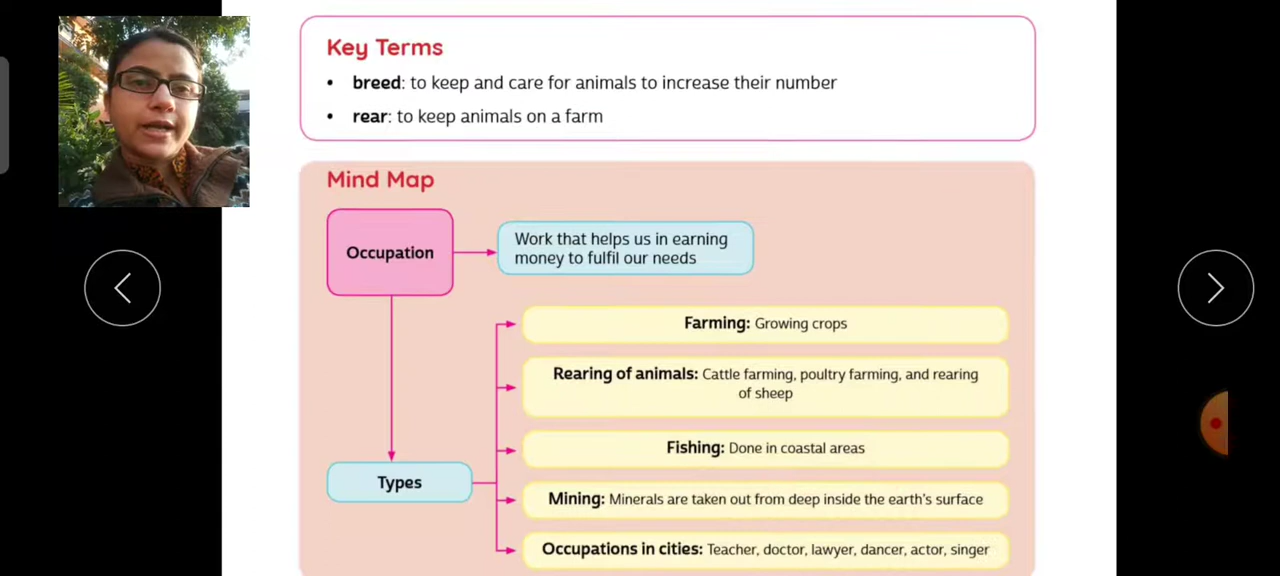 Key Terms
• breed: to keep and care for animals to increase their number
• rear: to keep animals on a farm
Mind Map
Occupation
Work that helps us in earning
money to fulfil our needs
Types
Farming: Growing crops
Rearing of animals: Cattle farming, poultry farming, and rearing
of sheep
Fishing: Done in coastal areas
Mining: Minerals are taken out from deep inside the earth's surface
Occupations in cities: Teacher, doctor, lawyer, dancer, actor, singer